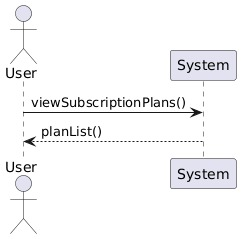 User
System
viewSubscriptionPlans()
planList()
User
System